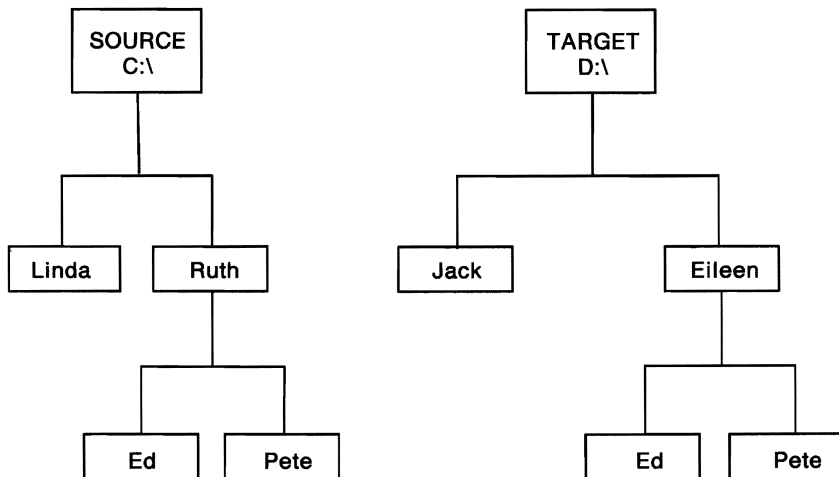 SOURCE
C:\
TARGET
D:\
Linda
Ruth
Jack
Eileen
Ed
Pete
Ed
Pete